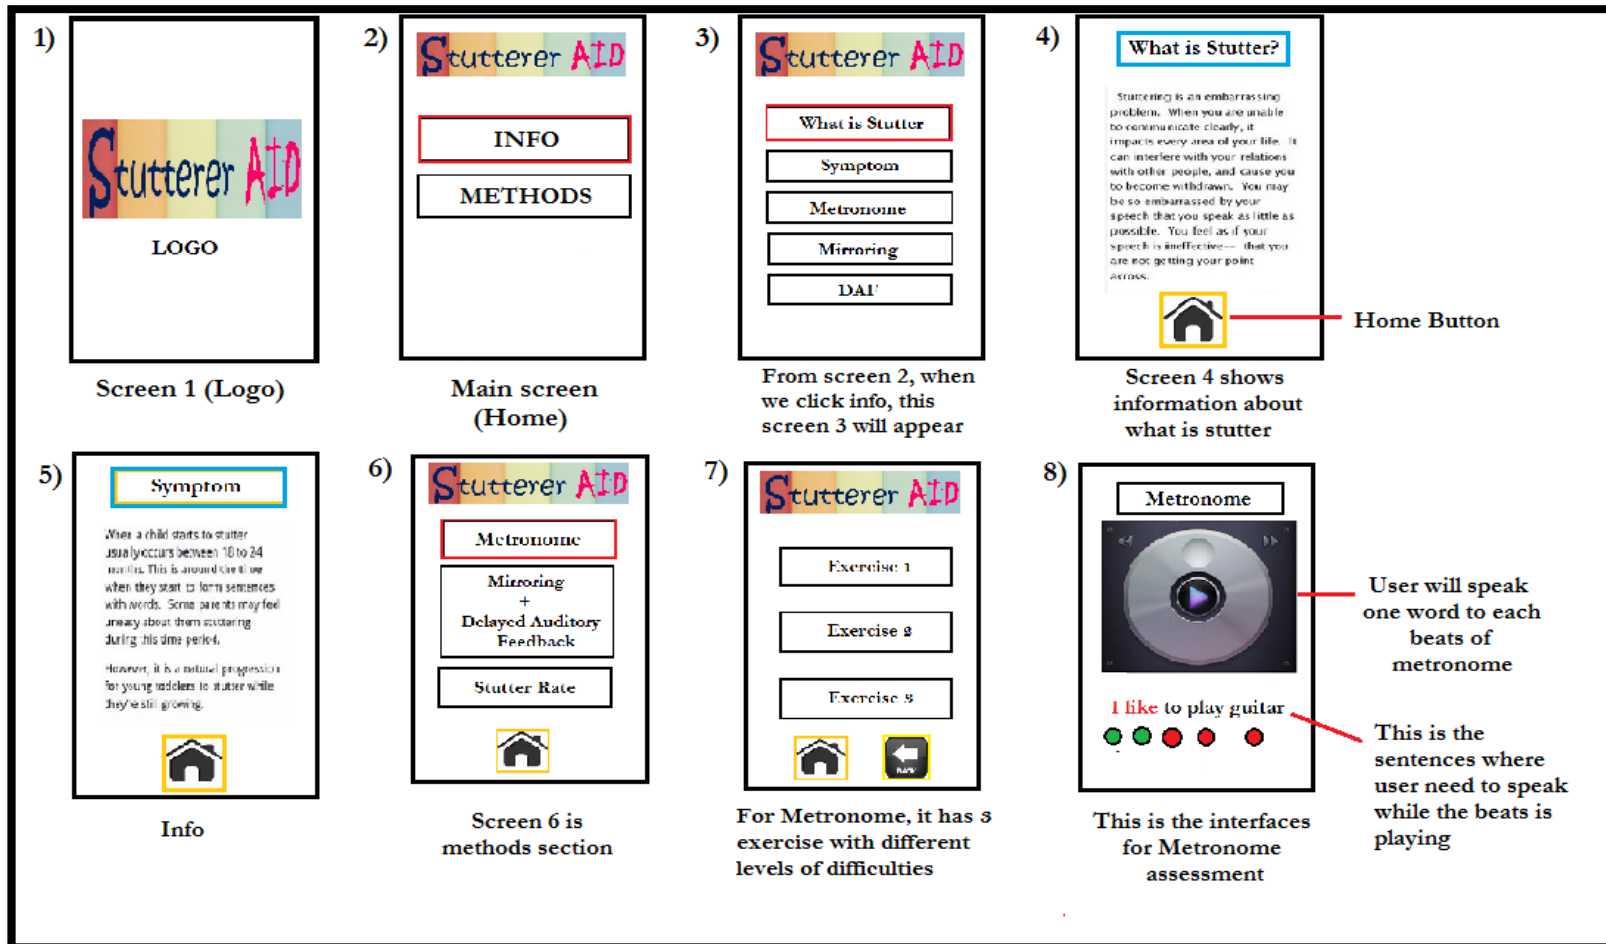 1)
Stutterer AID
LOGO
Screen 1 (Logo)
2)
Stutterer AID
INFO
METHODS
Main screen
(Home)
3)
Stutterer AID
What is Stutter
Symptom
Metronome
Mirroring
DAF
From screen 2, when
we click info, this
screen 3 will appear
4)
What is Stutter?
Stuttering is an embarrassing
problem. When you are unable
to communicate clearly, it
impacts every area of your life. It
can interfere with your relations
with other people, and cause you
to become withdrawn. You may
be so embarrassed by your
speech that you speak as little as
possible. You feel as if your
speech is ineffective-- that you
are not getting your point
across.
Home Button
Screen 4 shows
information about
what is stutter
5)
Symptom
When a child starts to stutter
usually occurs between 18 to 24
months. This is around the time
when they start to form sentences
with words. Some parents may feel
uneasy about them stuttering
during this time period.
However, it is a natural progression
for young toddlers to stutter while
they're still growing.
Info
6)
Stutterer AID
Metronome
Mirroring
+
Delayed Auditory
Feedback
Stutter Rate
Screen 6 is
methods section
7)
Stutterer AID
Exercise 1
Exercise 2
Exercise 3
BACK
For Metronome, it has 3
exercise with different
levels of difficulties
8)
Metronome
I like to play guitar
User will speak
one word to each
beats of
metronome
This is the
sentences where
user need to speak
while the beats is
playing
This is the interfaces
for Metronome
assessment